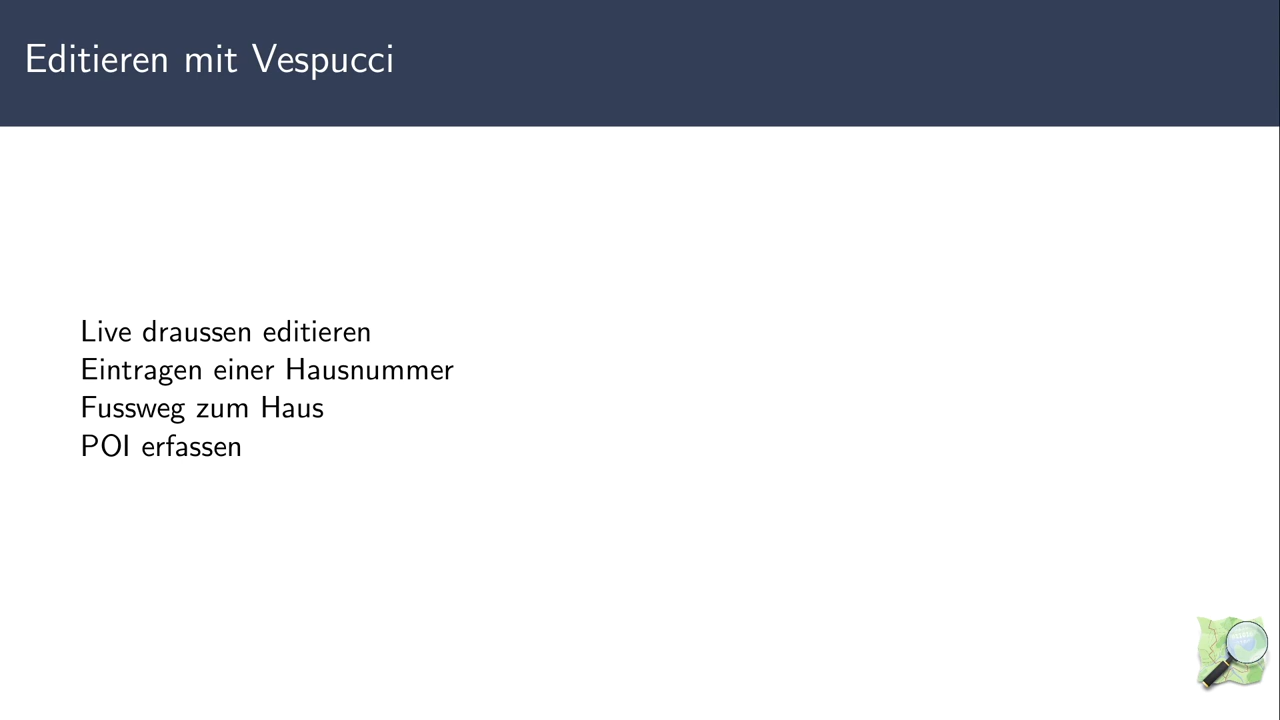 Editieren mit Vespucci
Live draussen editieren
Eintragen einer Hausnummer
Fussweg zum Haus
POI erfassen